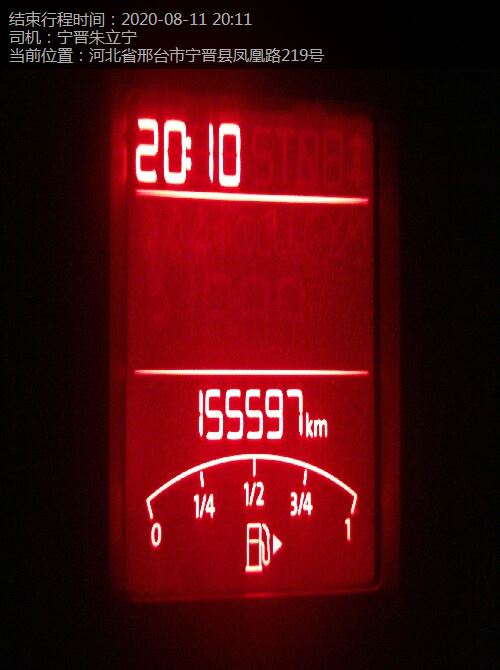 结束行程时间：2020-08-11 20:11
司机：宁晋朱立宁
当前位置：河北省邢台市宁晋县凤凰路219号
20:10
155597km
0 1/4 1/2 3/4 1